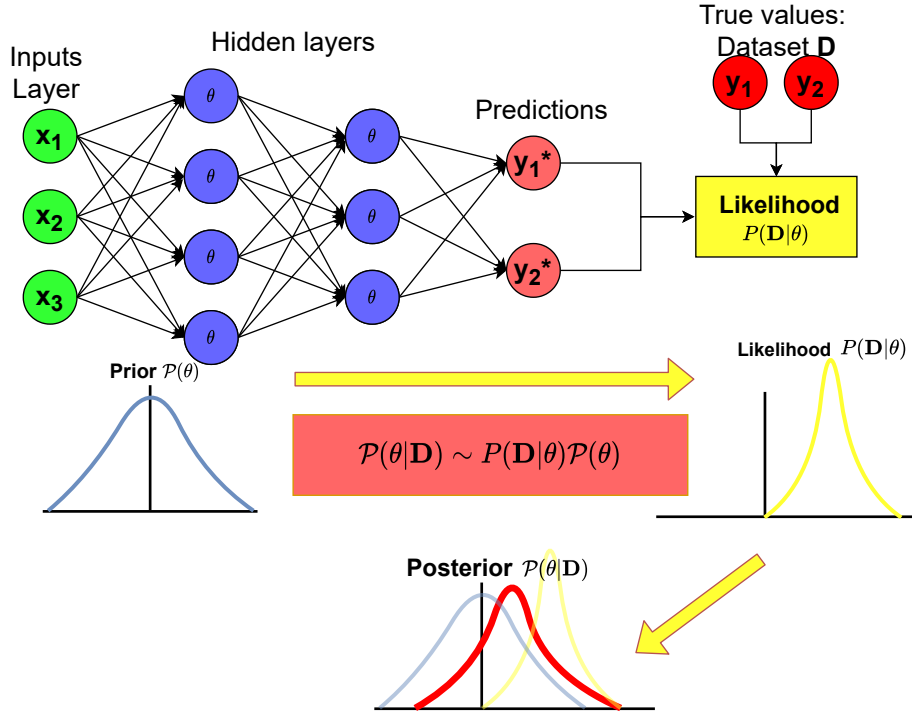 True values:
Dataset D
Hidden layers
Inputs
Layer
y₁
y₂
θ
x₁
θ
Predictions
y₁*
θ
x₂
θ
Likelihood
P(D|θ)
θ
y₂*
x₃
θ
θ
Prior 𝒫(θ)
Likelihood P(D|θ)
𝒫(θ|D) ∼ P(D|θ)𝒫(θ)
Posterior 𝒫(θ|D)